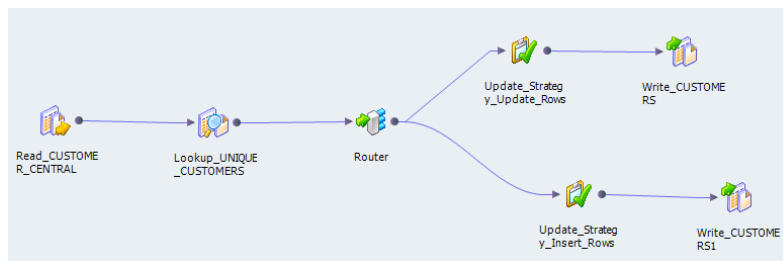 Update_Strateg
y_Update_Rows
Write_CUSTOME
RS
Read_CUSTOME
R_CENTRAL
Lookup_UNIQUE
_CUSTOMERS
Router
Update_Strateg
y_Insert_Rows
Write_CUSTOME
RS1